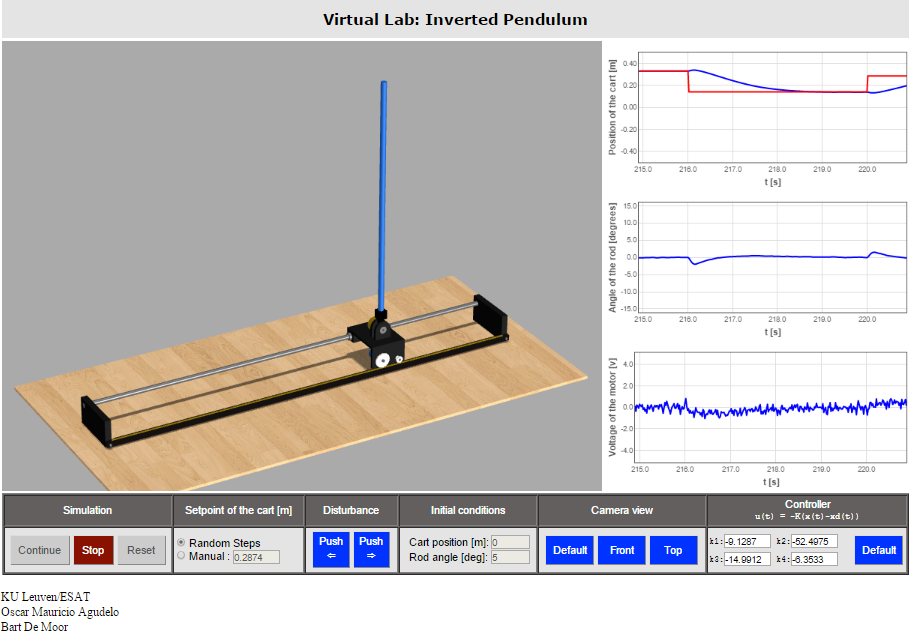 Virtual Lab: Inverted Pendulum
Position of the cart [m]
0.40
0.20
0.00
-0.20
-0.40
215.0 216.0 217.0 218.0 219.0 220.0
t [s]
Angle of the rod [degrees]
15.0
10.0
5.0
0.0
-5.0
-10.0
-15.0
215.0 216.0 217.0 218.0 219.0 220.0
t [s]
Voltage of the motor [v]
4.0
2.0
0.0
-2.0
-4.0
215.0 216.0 217.0 218.0 219.0 220.0
t [s]
Simulation
Continue Stop Reset
Setpoint of the cart [m]
Random Steps
Manual : 0.2874
Disturbance
Push Push
⇐ ⇒
Initial conditions
Cart position [m]: 0
Rod angle [deg]: 5
Camera view
Default Front Top
Controller
u(t) = -K(x(t)-xd(t))
k1: -9.1287 k2: -52.4975
k3: -14.9912 k4: -6.3533
Default
KU Leuven/ESAT
Oscar Mauricio Agudelo
Bart De Moor